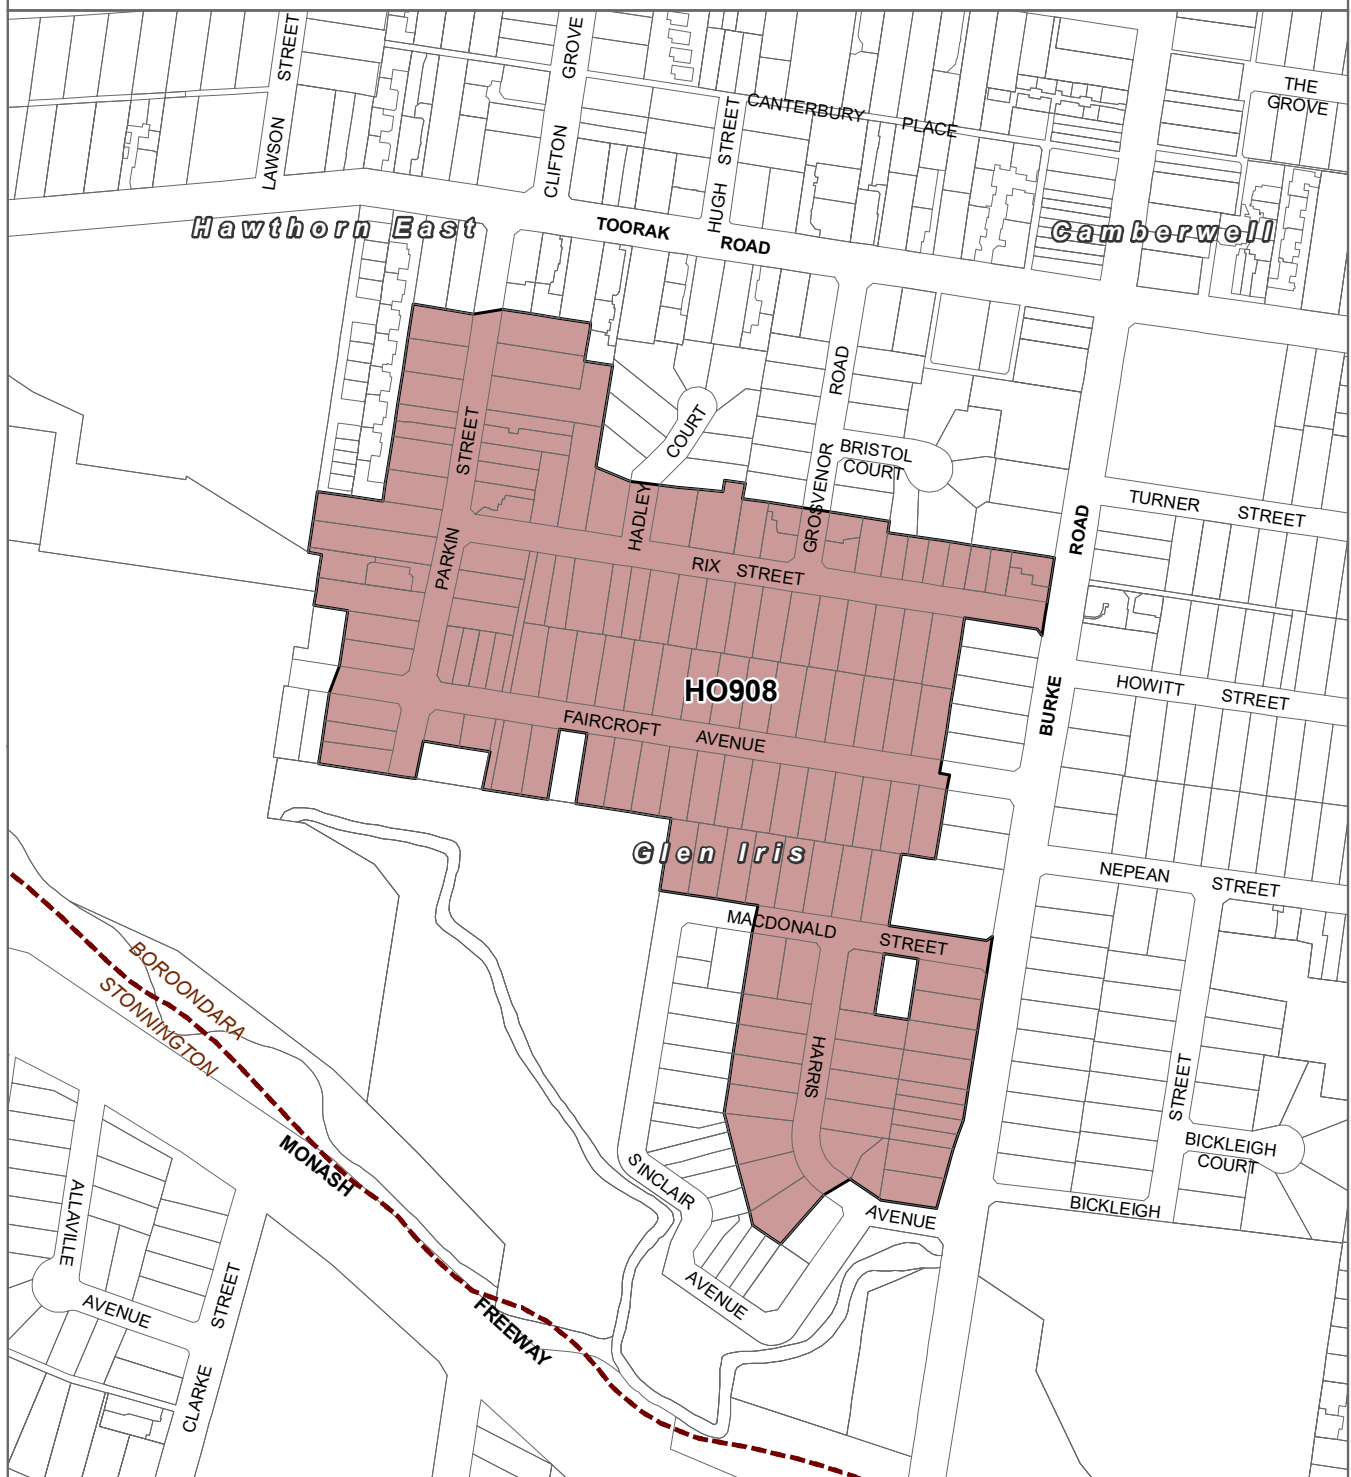 STREET
GROVE
THE
GROVE
CANTERBURY
PLACE
STREET
LAWSON
CLIFTON
HUGH
Hawthorn East
TOORAK
ROAD
Camberwell
ROAD
COURT
STREET
BRISTOL
COURT
GROSVENOR
HADLEY
TURNER
STREET
ROAD
PARKIN
RIX
STREET
HO908
HOWITT
STREET
BURKE
FAIRCROFT
AVENUE
Glen Iris
NEPEAN
STREET
MACDONALD
STREET
BOROONDARA
STONNINGTON
HARRIS
STREET
MONASH
SINCLAIR
BICKLEIGH
COURT
ALLAVILLE
AVENUE
BICKLEIGH
AVENUE
STREET
AVENUE
FREEWAY
CLARKE